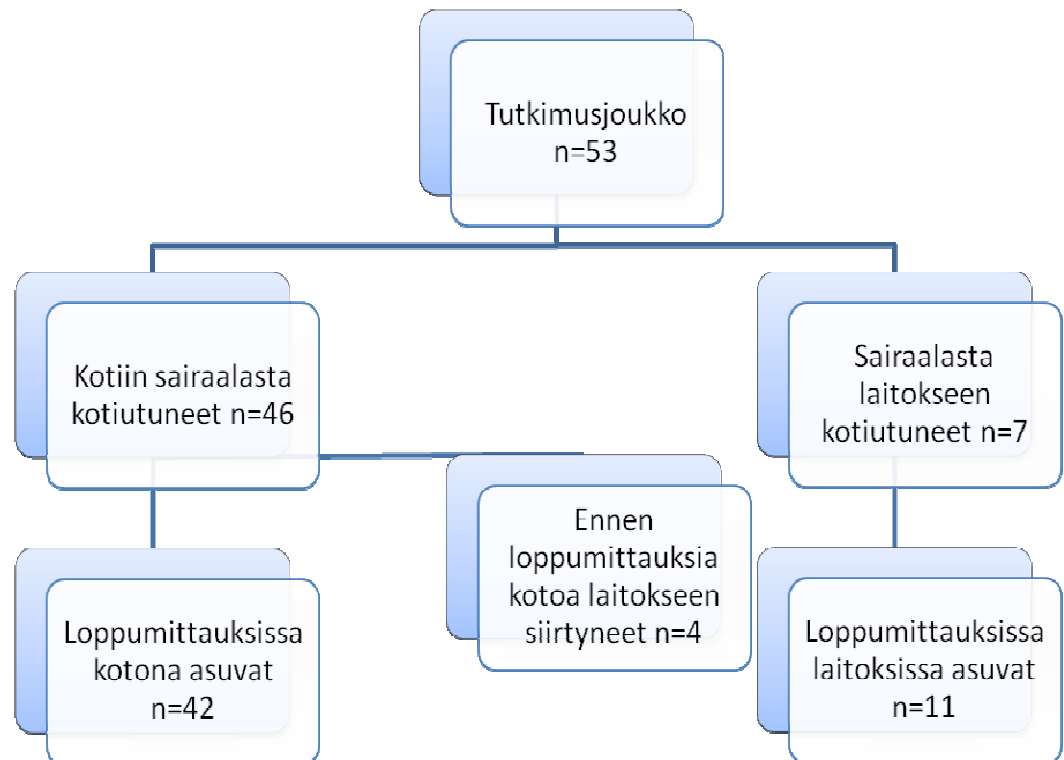 Tutkimusjoukko
n=53
Kotiin sairaalasta
kotiutuneet n=46
Sairaalasta
laitokseen
kotiutuneet n=7
Ennen
loppumittauksia
kotoa laitokseen
siirtyneet n=4
Loppumittauksissa
kotona asuvat
n=42
Loppumittauksissa
laitoksissa asuvat
n=11